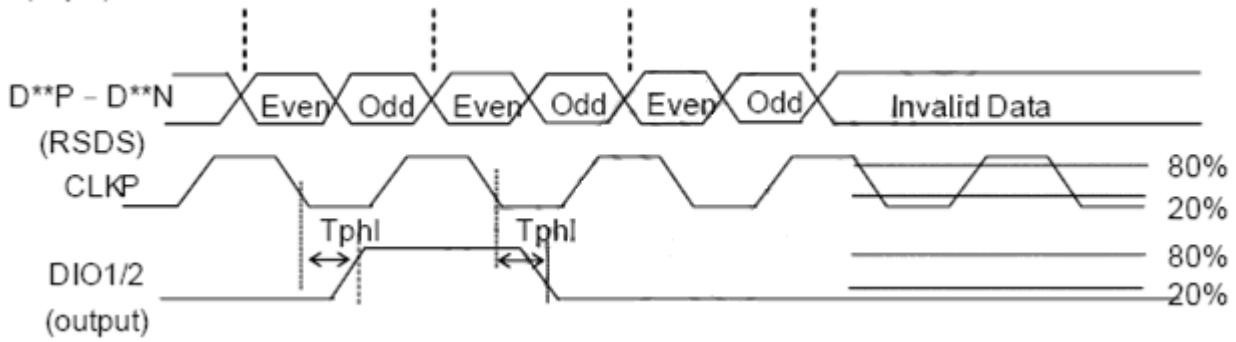 D**P – D**N
Even Odd Even Odd Even Odd Invalid Data
(RSDS)
CLKP
80%
20%
Tphl Tphl
DIO1/2
80%
20%
(output)